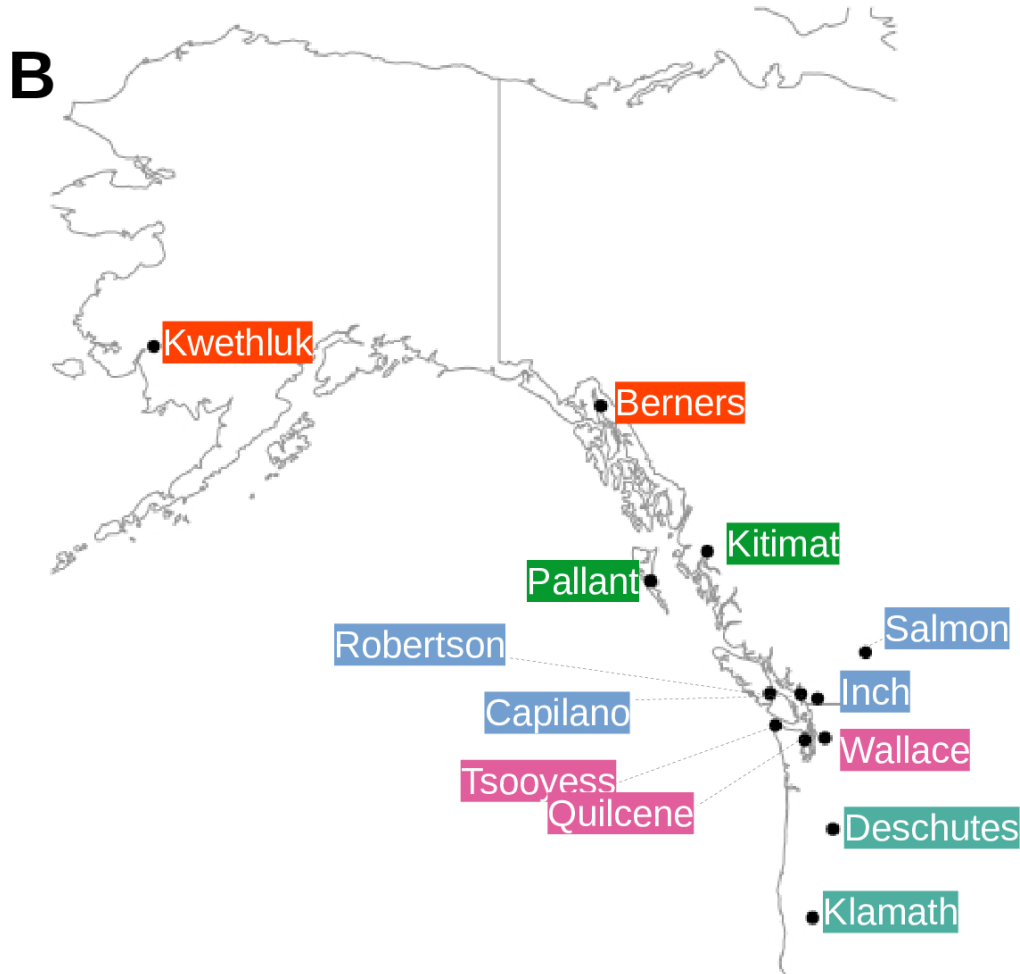 B
Kwethluk
Berners
Kitimat
Pallant
Salmon
Robertson
Inch
Capilano
Wallace
Tsooyess
Quilcene
Deschutes
Klamath